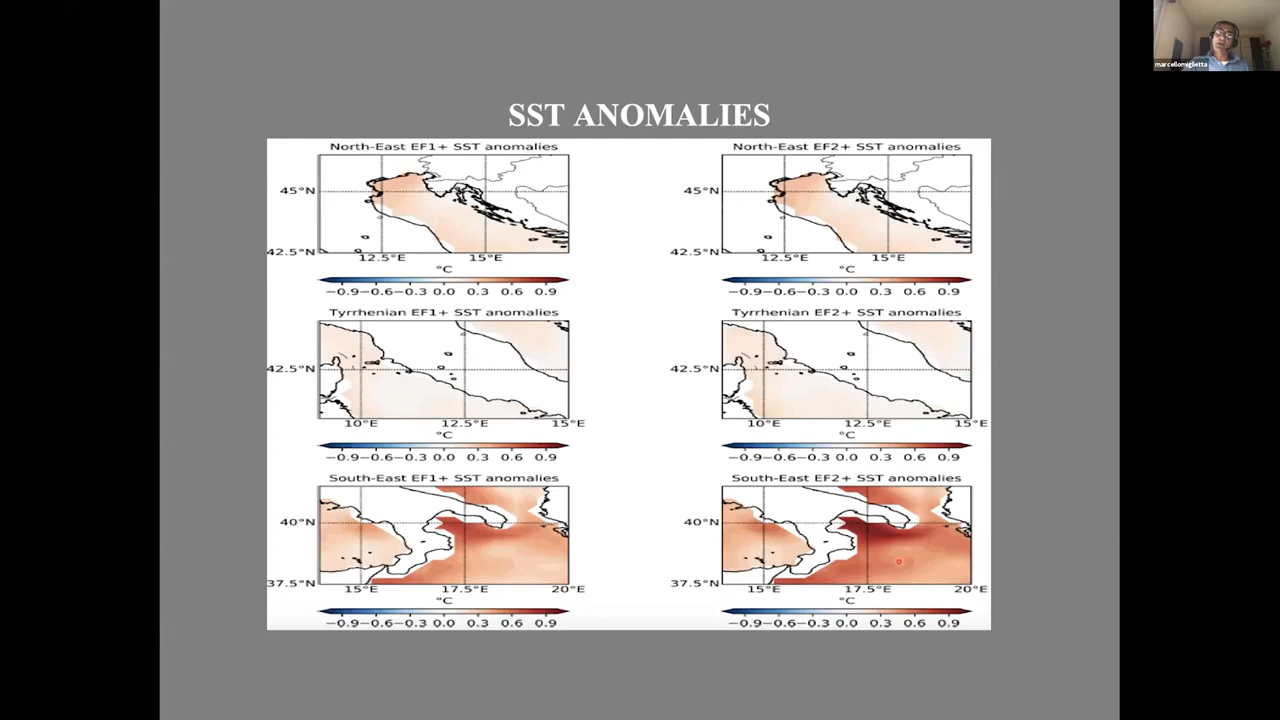 marcellomiglietta
SST ANOMALIES
North-East EF1+ SST anomalies
45°N
42.5°N
12.5°E 15°E
°C
−0.9 −0.6 −0.3 0.0 0.3 0.6 0.9
North-East EF2+ SST anomalies
45°N
42.5°N
12.5°E 15°E
°C
−0.9 −0.6 −0.3 0.0 0.3 0.6 0.9
Tyrrhenian EF1+ SST anomalies
42.5°N
10°E 12.5°E 15°E
°C
−0.9 −0.6 −0.3 0.0 0.3 0.6 0.9
Tyrrhenian EF2+ SST anomalies
42.5°N
10°E 12.5°E 15°E
°C
−0.9 −0.6 −0.3 0.0 0.3 0.6 0.9
South-East EF1+ SST anomalies
40°N
37.5°N
15°E 17.5°E 20°E
°C
−0.9 −0.6 −0.3 0.0 0.3 0.6 0.9
South-East EF2+ SST anomalies
40°N
37.5°N
15°E 17.5°E 20°E
°C
−0.9 −0.6 −0.3 0.0 0.3 0.6 0.9